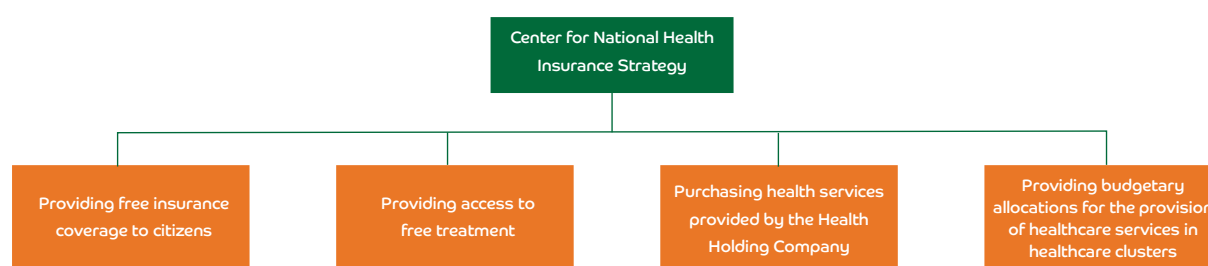 Center for National Health
Insurance Strategy
Providing free insurance
coverage to citizens
Providing access to
free treatment
Purchasing health services
provided by the Health
Holding Company
Providing budgetary
allocations for the provision
of healthcare services in
healthcare clusters